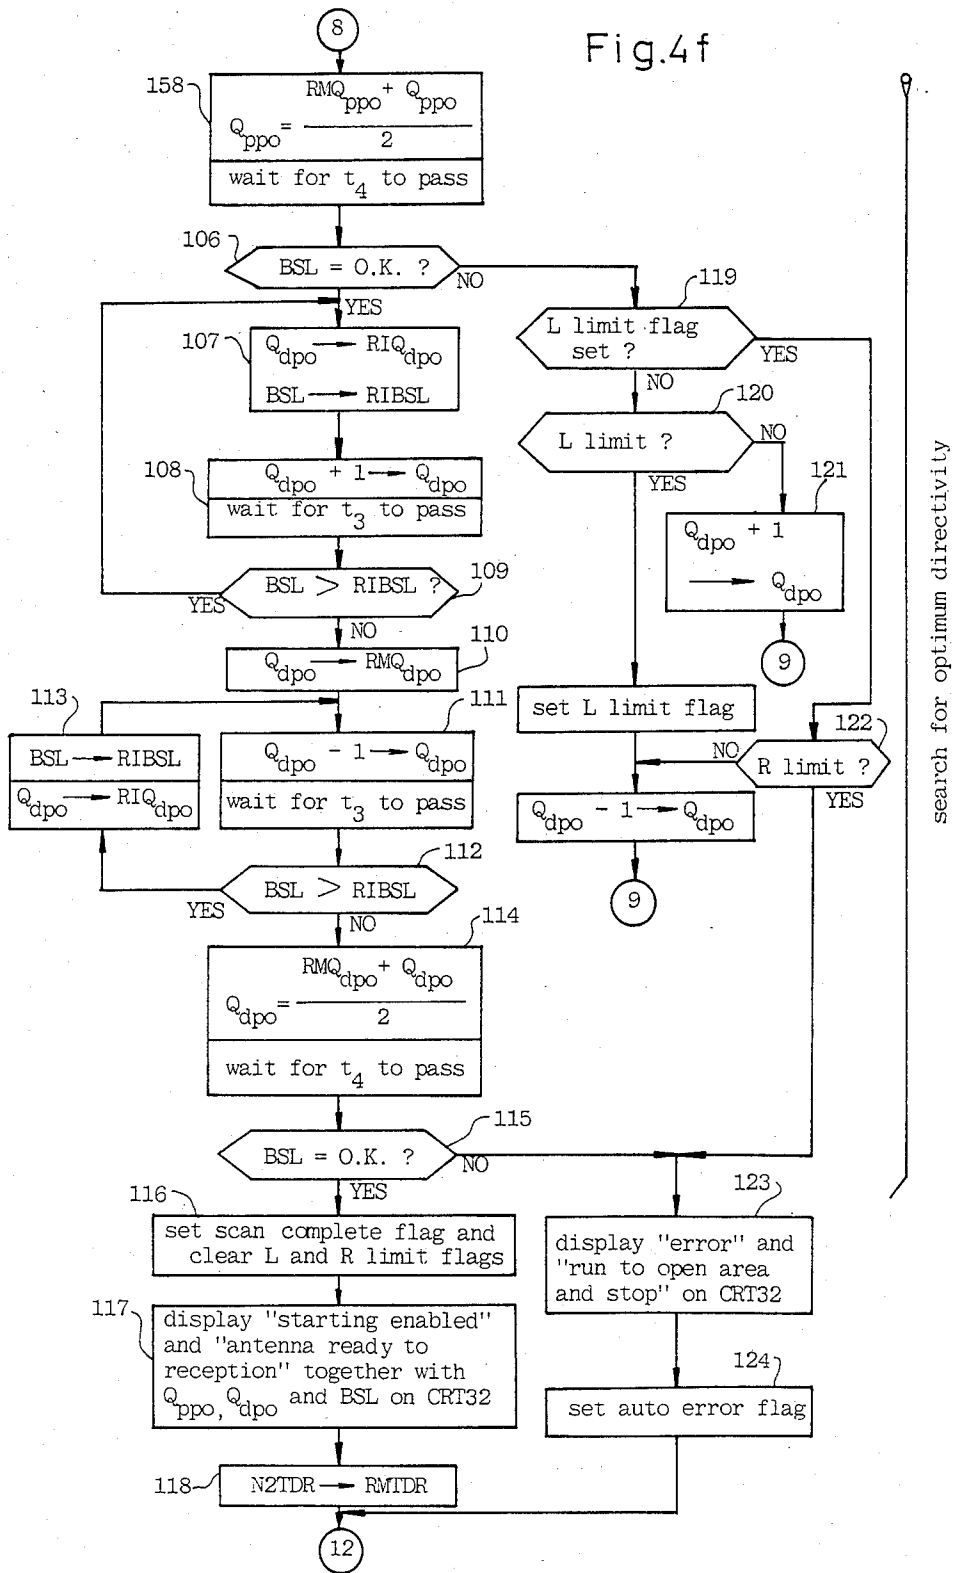 Fig.4f
8
158
RMQppo + Qppo
Qppo = 2
wait for t4 to pass
106
BSL = O.K. ?
NO
YES
107
Qdpo → RIQdpo
BSL → RIBSL
108
Qdpo + 1 → Qdpo
wait for t3 to pass
BSL > RIBSL ?
109
YES
NO
110
Qdpo → RMQdpo
113
BSL → RIBSL
Qdpo → RIQdpo
111
Qdpo - 1 → Qdpo
wait for t3 to pass
112
BSL > RIBSL
YES
NO
114
RMQdpo + Qdpo
Qdpo = 2
wait for t4 to pass
115
BSL = O.K. ?
NO
YES
116
set scan complete flag and
clear L and R limit flags
117
display "starting enabled"
and "antenna ready to
reception" together with
Qppo, Qdpo and BSL on CRT32
118
N2TDR → RMTDR
12
119
L limit flag
set ?
YES
NO
120
L limit ?
NO
YES
121
Qdpo + 1
→ Qdpo
9
set L limit flag
122
R limit ?
NO
YES
Qdpo - 1 → Qdpo
9
123
display "error" and
"run to open area
and stop" on CRT32
124
set auto error flag
search for optimum directivity